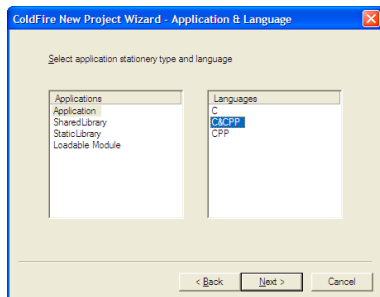 ColdFire New Project Wizard - Application & Language
Select application stationery type and language
Applications
Application
SharedLibrary
StaticLibrary
Loadable Module
Languages
C
C&CPP
CPP
< Back
Next >
Cancel